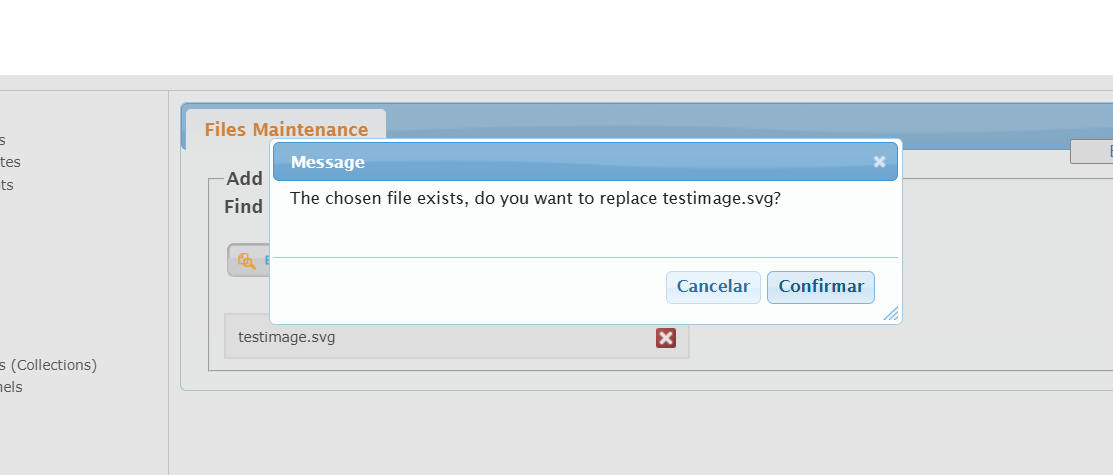 Files Maintenance
tes
ts
Message
Add
The chosen file exists, do you want to replace testimage.svg?
Find
Cancelar
Confirmar
testimage.svg
s (Collections)
nels